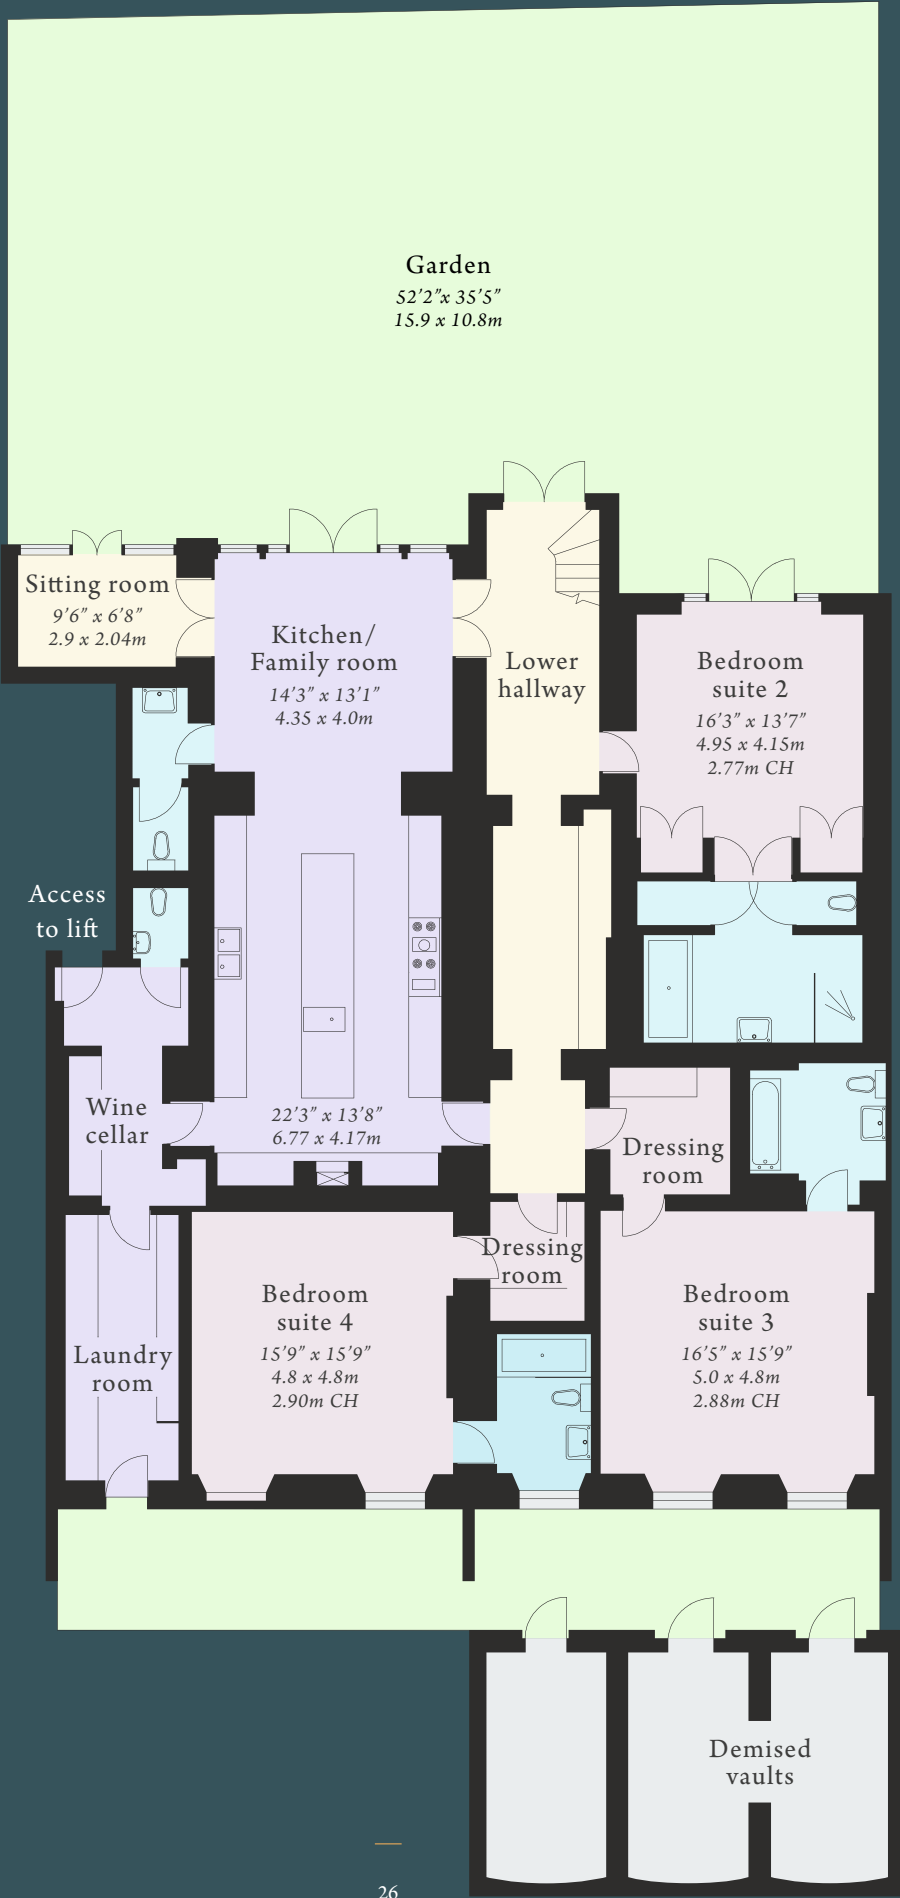 Garden
52’2”x 35’5”
15.9 x 10.8m
Sitting room
9’6” x 6’8”
2.9 x 2.04m
Kitchen/
Family room
14’3” x 13’1”
4.35 x 4.0m
Lower
hallway
Bedroom
suite 2
16’3” x 13’7”
4.95 x 4.15m
2.77m CH
Access
to lift
Wine
cellar
22’3” x 13’8”
6.77 x 4.17m
Dressing
room
Dressing
room
Laundry
room
Bedroom
suite 4
15’9” x 15’9”
4.8 x 4.8m
2.90m CH
Bedroom
suite 3
16’5” x 15’9”
5.0 x 4.8m
2.88m CH
Demised
vaults
26